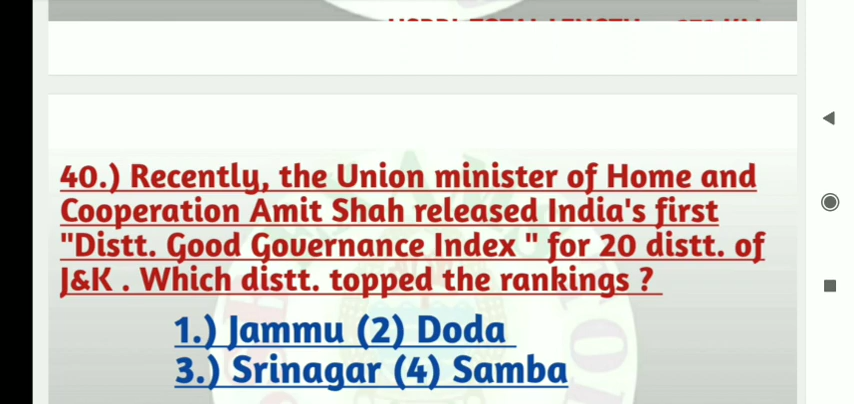 40.) Recently, the Union minister of Home and
Cooperation Amit Shah released India's first
"Distt. Good Governance Index " for 20 distt. of
J&K . Which distt. topped the rankings ?
1.) Jammu (2) Doda
3.) Srinagar (4) Samba